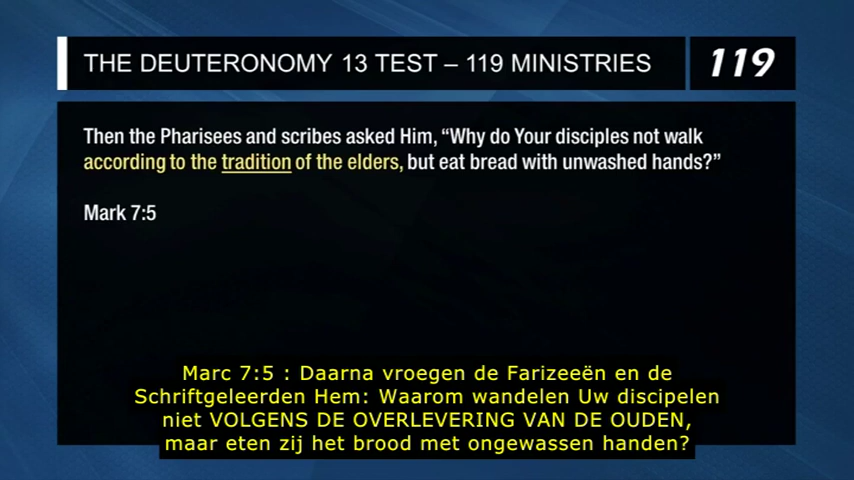 THE DEUTERONOMY 13 TEST – 119 MINISTRIES
119
Then the Pharisees and scribes asked Him, “Why do Your disciples not walk
according to the tradition of the elders, but eat bread with unwashed hands?”
Mark 7:5
Marc 7:5 : Daarna vroegen de Farizeeën en de
Schriftgeleerden Hem: Waarom wandelen Uw discipelen
niet VOLGENS DE OVERLEVERING VAN DE OUDEN,
maar eten zij het brood met ongewassen handen?